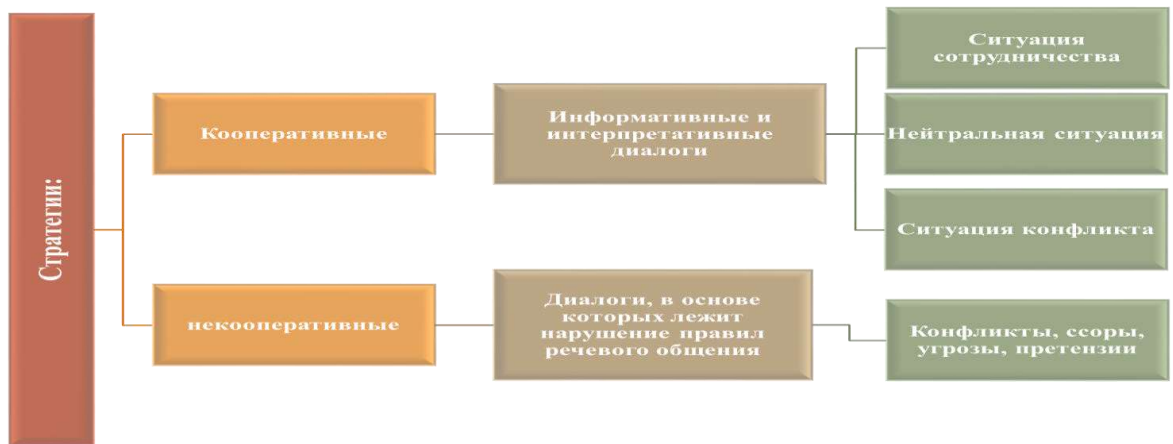 Стратегии:
Кооперативные
Информативные и
интерпретативные
диалоги
Ситуация
сотрудничества
Нейтральная ситуация
Ситуация конфликта
некооперативные
Диалоги, в основе
которых лежит
нарушение правил
речевого общения
Конфликты, ссоры,
угрозы, претензии